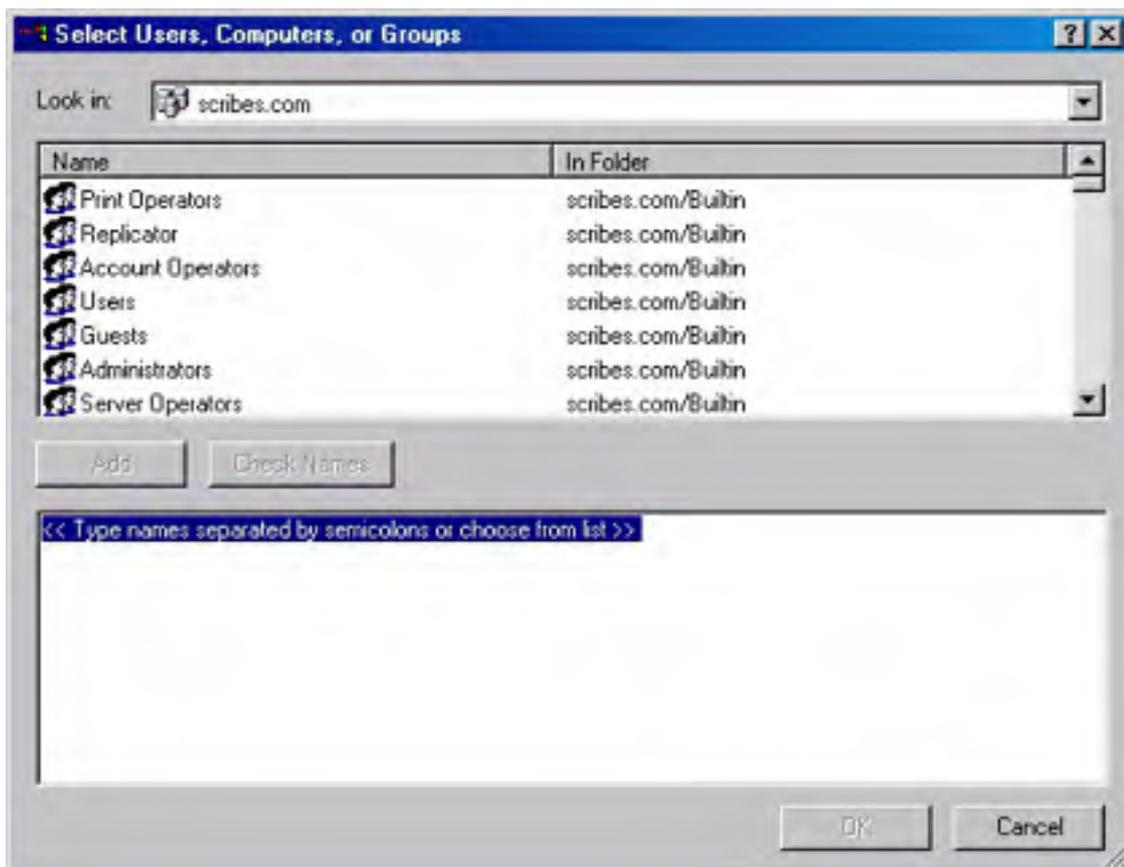 Select Users, Computers, or Groups
Look in: scribes.com
Name In Folder
Print Operators scribes.com/Builtin
Replicator scribes.com/Builtin
Account Operators scribes.com/Builtin
Users scribes.com/Builtin
Guests scribes.com/Builtin
Administrators scribes.com/Builtin
Server Operators scribes.com/Builtin
Add Check Names
<< Type names separated by semicolons or choose from list >>
OK Cancel